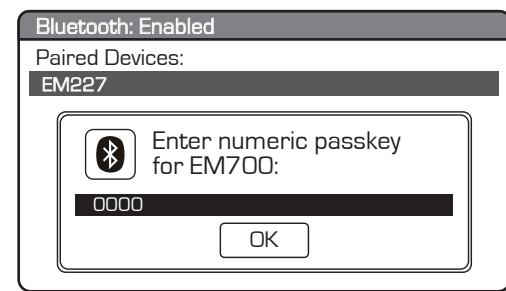 Bluetooth: Enabled
Paired Devices:
EM227
Enter numeric passkey
for EM700:
0000
OK